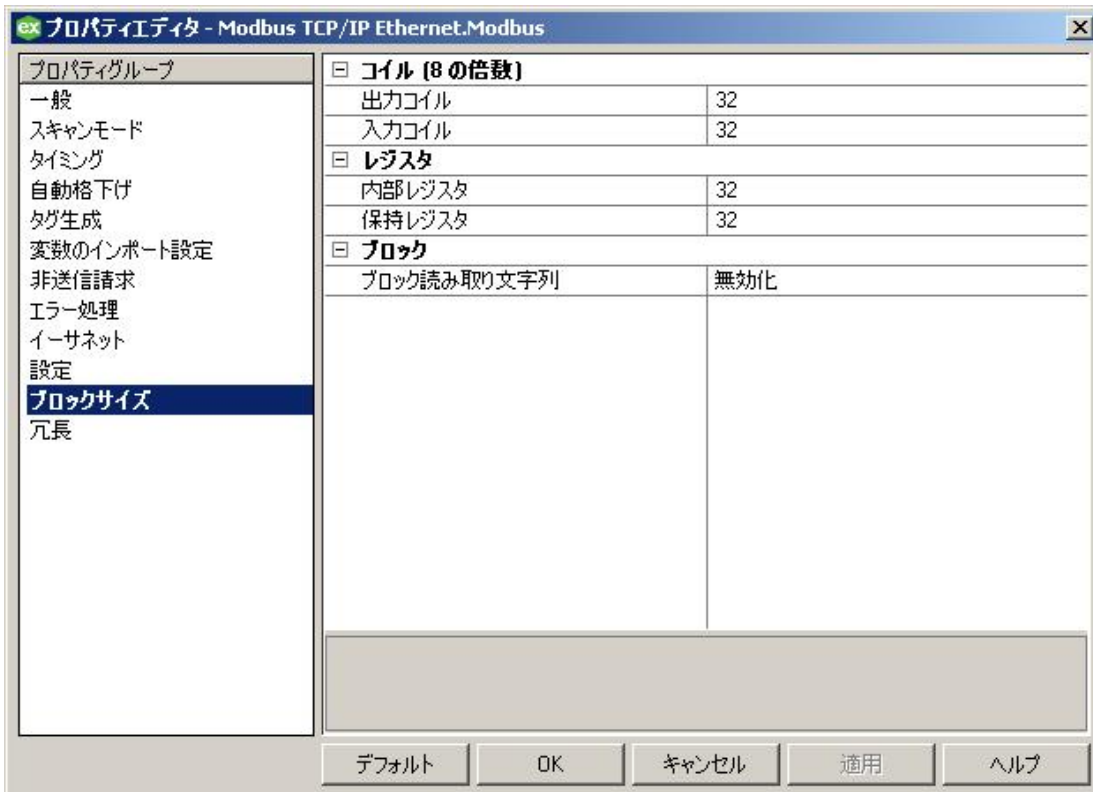 ex プロパティエディタ - Modbus TCP/IP Ethernet.Modbus
プロパティグループ
一般
スキャンモード
タイミング
自動格下げ
タグ生成
変数のインポート設定
非送信請求
エラー処理
イーサネット
設定
ブロックサイズ
冗長
コイル (8 の倍数)
出力コイル 32
入力コイル 32
レジスタ
内部レジスタ 32
保持レジスタ 32
ブロック
ブロック読み取り文字列 無効化
デフォルト OK キャンセル 適用 ヘルプ